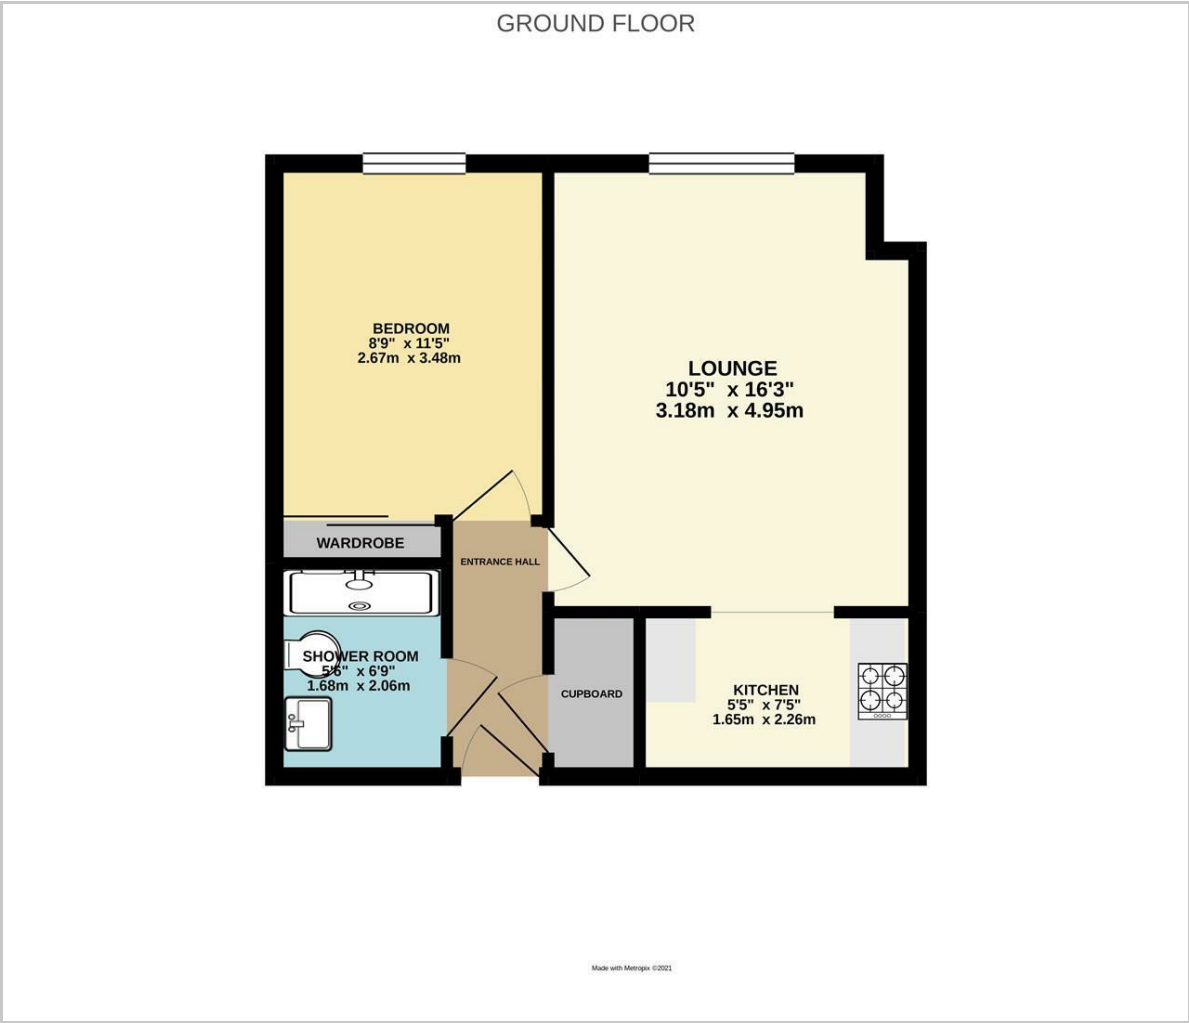 GROUND FLOOR
BEDROOM
8'9" x 11'5"
2.67m x 3.48m
LOUNGE
10'5" x 16'3"
3.18m x 4.95m
WARDROBE
ENTRANCE HALL
SHOWER ROOM
5'6" x 6'9"
1.68m x 2.06m
CUPBOARD
KITCHEN
5'5" x 7'5"
1.65m x 2.26m
Made with Metropix ©2021